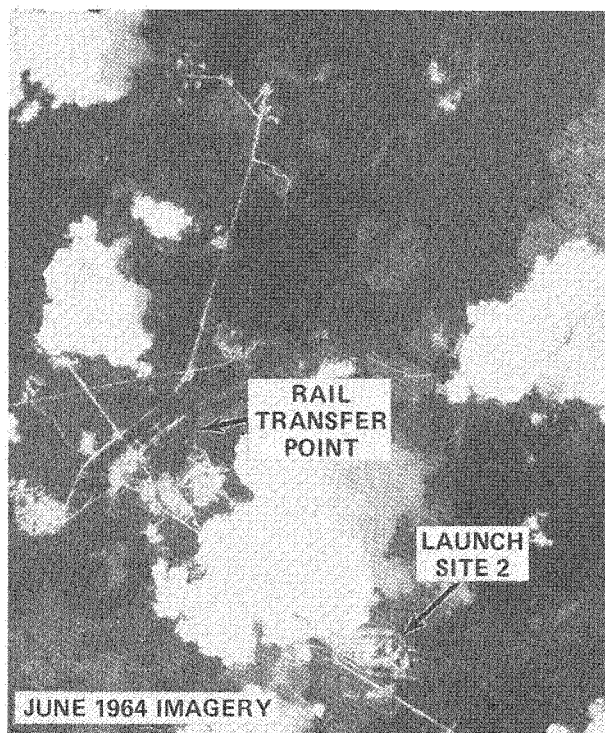 RAIL
TRANSFER
POINT
LAUNCH
SITE 2
JUNE 1964 IMAGERY